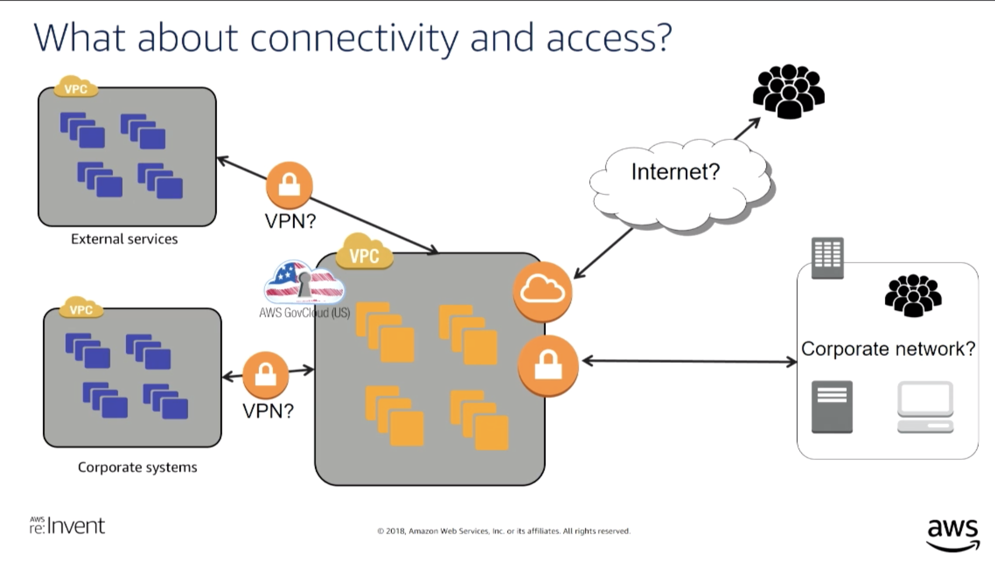 What about connectivity and access?
VPC
External services
VPN?
Internet?
VPC
AWS GovCloud (US)
Corporate network?
VPC
VPN?
Corporate systems
AWS
re:Invent
© 2018, Amazon Web Services, Inc. or its affiliates. All rights reserved.
aws